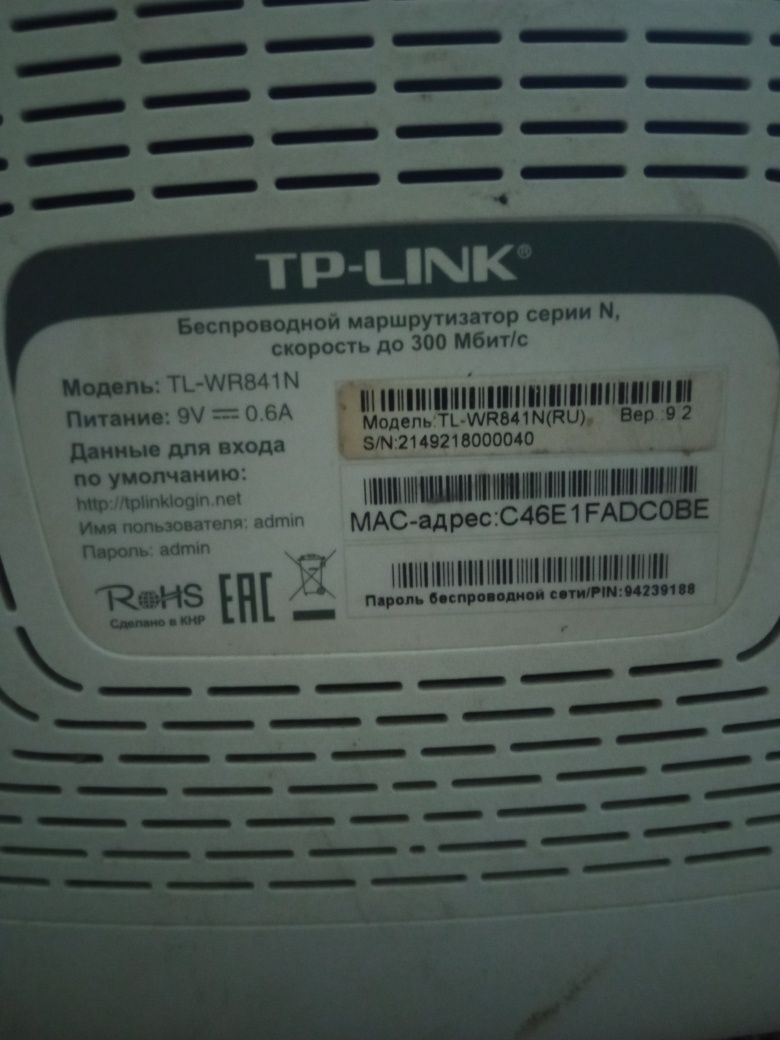 TP-LINK®
Беспроводной маршрутизатор серии N,
скорость до 300 Мбит/с
Модель: TL-WR841N
Питание: 9V 0.6A
Данные для входа
по умолчанию:
http://tplinklogin.net
Имя пользователя: admin
Пароль: admin
RoHS
Сделано в КНР
EAC
Модель:TL-WR841N(RU) Вер :9.2
S/N:2149218000040
MAC-адрес:C46E1FADC0BE
Пароль беспроводной сети/PIN:94239188